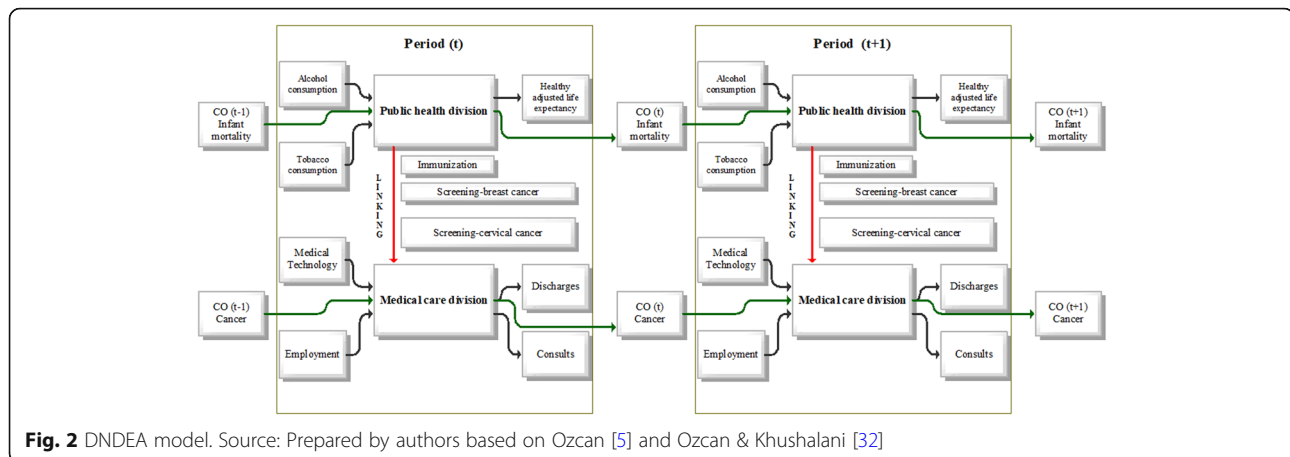 Period (t)
Period (t+1)
Alcohol
consumption
Public health division
Healthy
adjusted life
expectancy
Alcohol
consumption
Public health division
Healthy
adjusted life
expectancy
CO (t-1)
Infant
mortality
CO (t)
Infant
mortality
CO (t+1)
Infant
mortality
Tobacco
consumption
LINKING
Immunization
Screening-breast cancer
Screening-cervical cancer
Tobacco
consumption
LINKING
Immunization
Screening-breast cancer
Screening-cervical cancer
Medical
Technology
Medical care division
Discharges
Medical
Technology
Medical care division
Discharges
CO (t-1)
Cancer
CO (t)
Cancer
CO (t+1)
Cancer
Employment
Consults
Employment
Consults
Fig. 2 DNDEA model. Source: Prepared by authors based on Ozcan [5] and Ozcan & Khushalani [32]